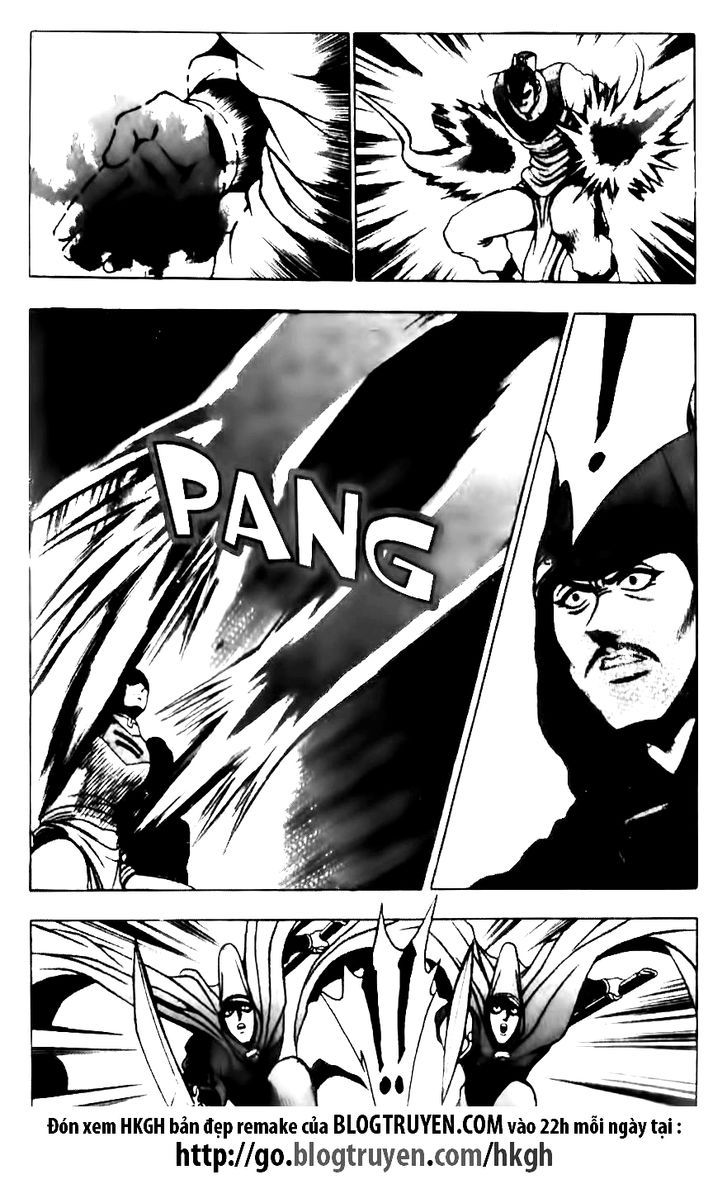 PANG
Đón xem HKGH bản đẹp remake của BLOGTRUYEN.COM vào 22h mỗi ngày tại :
http://go.blogtruyen.com/hkgh